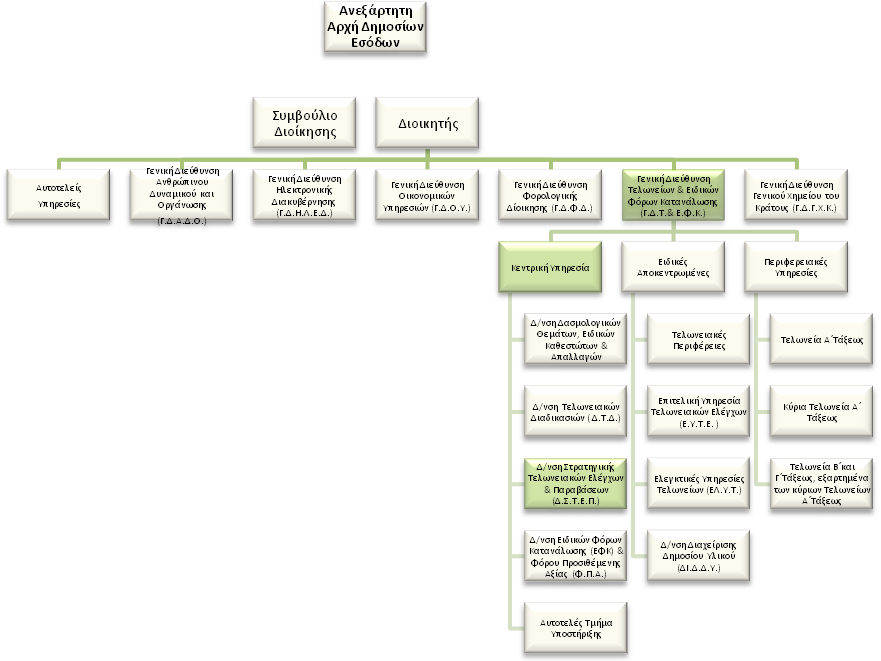 Ανεξάρτητη
Αρχή Δημοσίων
Εσόδων
Συμβούλιο
Διοίκησης
Διοικητής
Αυτοτελείς
Υπηρεσίες
Γενική Διεύθυνση
Ανθρώπινου
Δυναμικού και
Οργάνωσης
(Γ.Δ.Α.Δ.Ο.)
Γενική Διεύθυνση
Ηλεκτρονικής
Διακυβέρνησης
(Γ.Δ.ΗΛ.Ε.Δ.)
Γενική Διεύθυνση
Οικονομικών
Υπηρεσιών (Γ.Δ.Ο.Υ.)
Γενική Διεύθυνση
Φορολογικής
Διοίκησης (Γ.Δ.Φ.Δ.)
Γενική Διεύθυνση
Τελωνείων & Ειδικών
Φόρων Κατανάλωσης
(Γ.Δ.Τ.& Ε.Φ.Κ.)
Γενική Διεύθυνση
Γενικού Χημείου του
Κράτους (Γ.Δ.Γ.Χ.Κ.)
Κεντρική Υπηρεσία
Ειδικές
Αποκεντρωμένες
Περιφερειακές
Υπηρεσίες
Δ/νση Δασμολογικών
Θεμάτων, Ειδικών
Καθεστώτων &
Απαλλαγών
Τελωνειακές
Περιφέρειες
Τελωνεία Α΄Τάξεως
Δ/νση Τελωνειακών
Διαδικασιών (Δ.Τ.Δ.)
Επιτελική Υπηρεσία
Τελωνειακών Ελέγχων
(Ε.Υ.Τ.Ε.)
Κύρια Τελωνεία Α΄
Τάξεως
Δ/νση Στρατηγικής
Τελωνειακών Ελέγχων
& Παραβάσεων
(Δ.Σ.Τ.Ε.Π.)
Ελεγκτικές Υπηρεσίες
Τελωνείων (ΕΛ.Υ.Τ.)
Τελωνεία Β΄και
Γ΄Τάξεως, εξαρτημένα
των κύριων Τελωνείων
Α΄Τάξεως
Δ/νση Ειδικών Φόρων
Κατανάλωσης (ΕΦΚ) &
Φόρου Προσιθέμενης
Αξίας (Φ.Π.Α.)
Δ/νση Διαχείρισης
Δημοσίου Υλικού
(ΔΙ.Δ.Δ.Υ.)
Αυτοτελές Τμήμα
Υποστήριξης